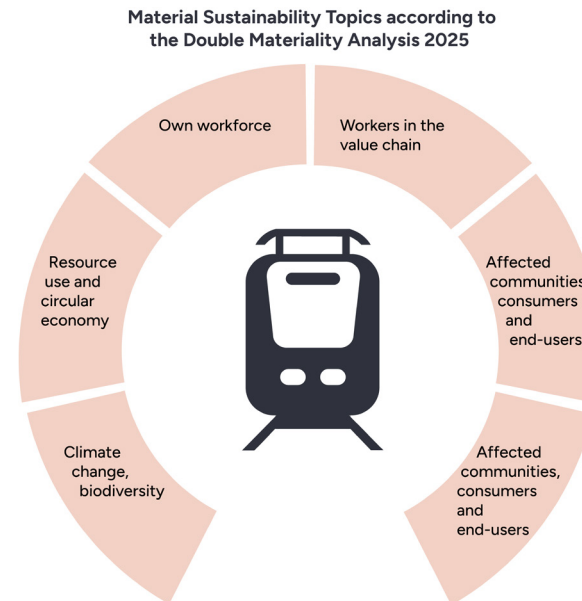 Material Sustainability Topics according to
the Double Materiality Analysis 2025
Own workforce
Workers in the
value chain
Resource
use and
circular
economy
Affected
communities
consumers
and
end-users
Climate
change,
biodiversity
Affected
communities,
consumers
and
end-users